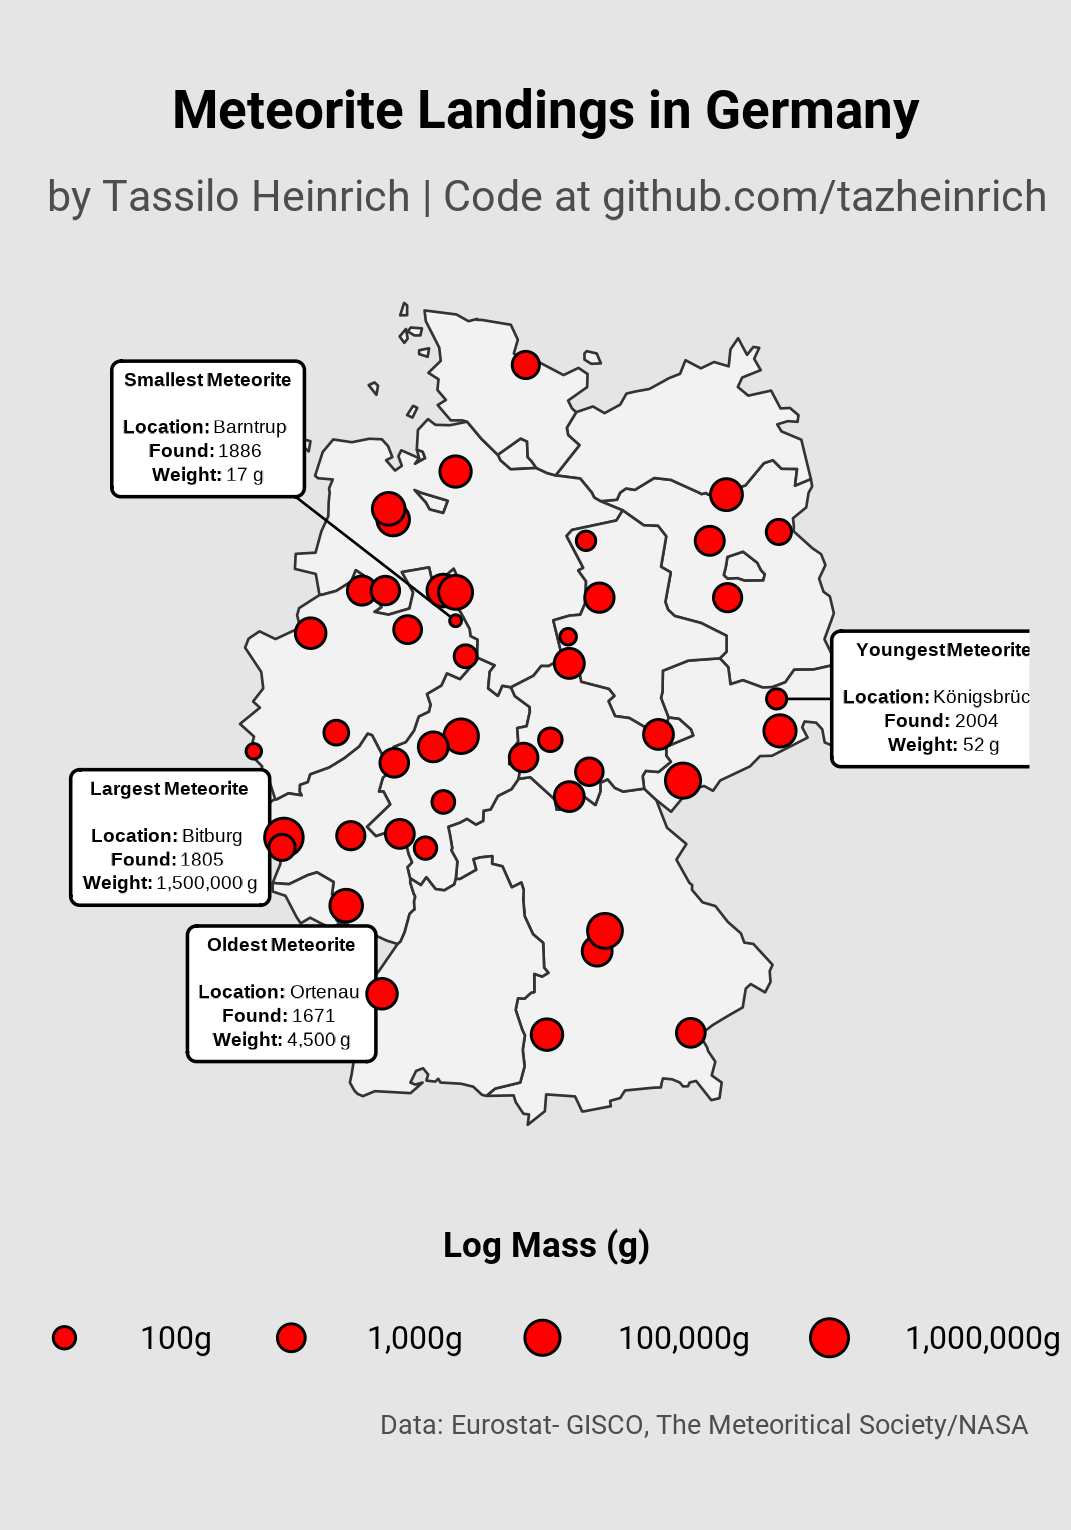 Meteorite Landings in Germany
by Tassilo Heinrich | Code at github.com/tazheinrich
Smallest Meteorite
Location: Barntrup
Found: 1886
Weight: 17 g
Youngest Meteorite
Location: Königsbrüc
Found: 2004
Weight: 52 g
Largest Meteorite
Location: Bitburg
Found: 1805
Weight: 1,500,000 g
Oldest Meteorite
Location: Ortenau
Found: 1671
Weight: 4,500 g
Log Mass (g)
100g 1,000g 100,000g 1,000,000g
Data: Eurostat- GISCO, The Meteoritical Society/NASA